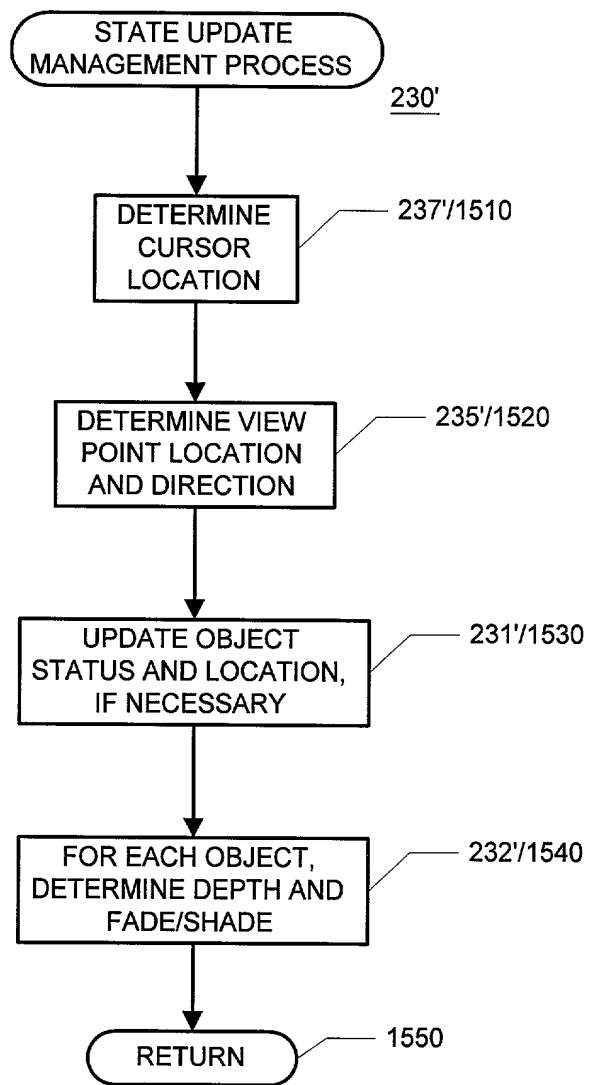 STATE UPDATE
MANAGEMENT PROCESS
230'
DETERMINE
CURSOR
LOCATION
237'/1510
DETERMINE VIEW
POINT LOCATION
AND DIRECTION
235'/1520
UPDATE OBJECT
STATUS AND LOCATION,
IF NECESSARY
231'/1530
FOR EACH OBJECT,
DETERMINE DEPTH AND
FADE/SHADE
232'/1540
RETURN
1550